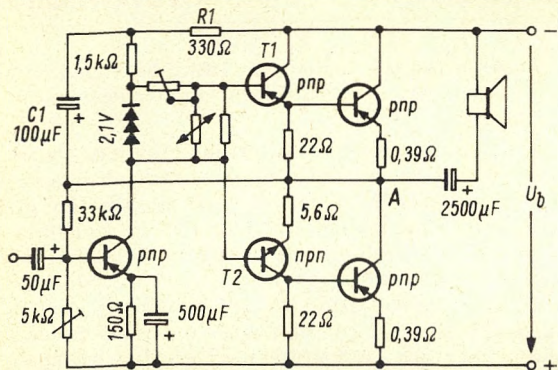 R1
330Ω
T1
–
1,5kΩ
pnp
pnp
C1
100µF
+
2,1V
22Ω
0,39Ω
A
+
2500µF
U_b
33kΩ
5,6Ω
+
50µF
pnp
T2
npn
pnp
5kΩ
150Ω
500µF
+
22Ω
0,39Ω
+